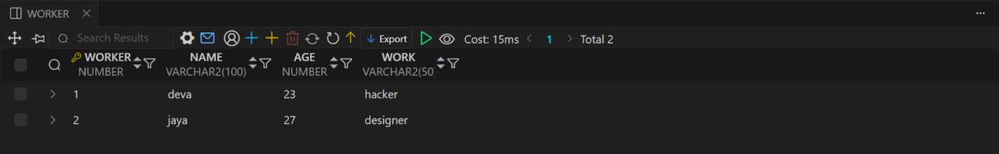 WORKER
Search Results Export Cost: 15ms 1 Total 2
WORKER NAME AGE WORK
NUMBER VARCHAR2(100) NUMBER VARCHAR2(50
1 deva 23 hacker
2 jaya 27 designer